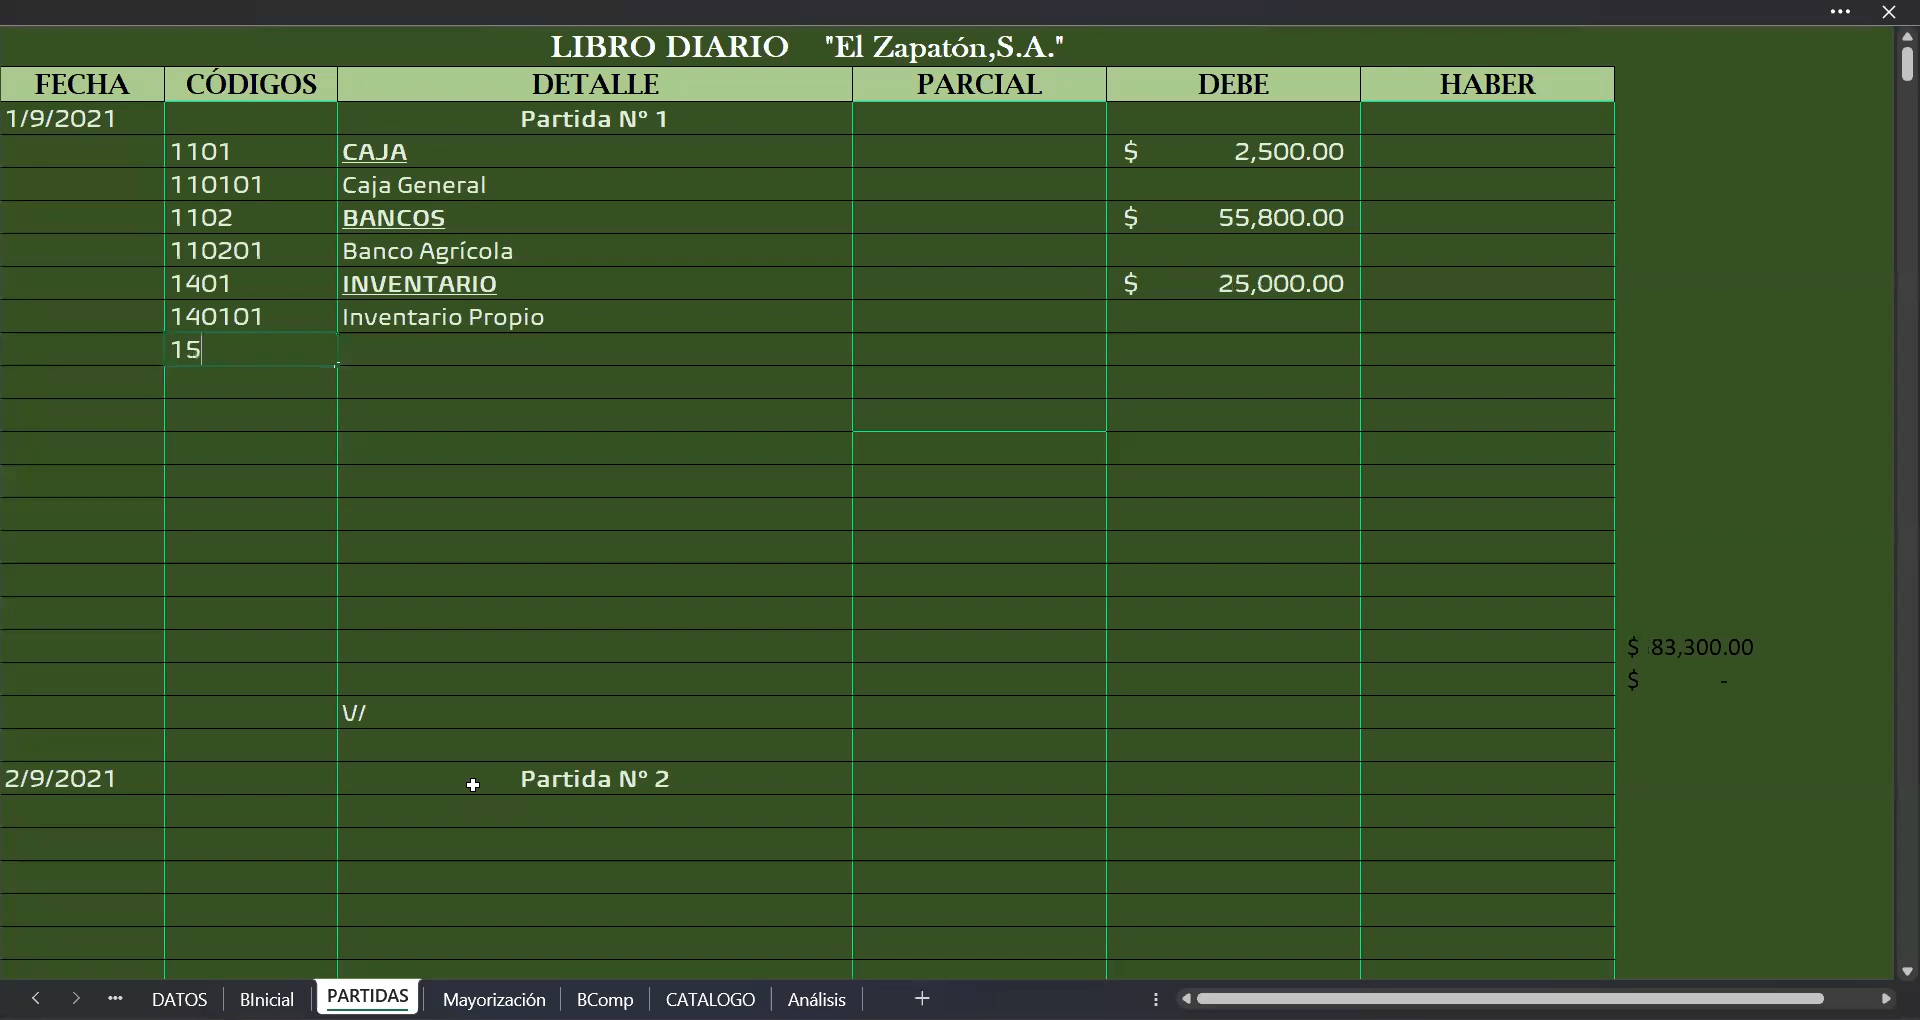 LIBRO DIARIO "El Zapatón,S.A."
FECHA CÓDIGOS DETALLE PARCIAL DEBE HABER
1/9/2021 Partida Nº 1
1101 CAJA $ 2,500.00
110101 Caja General
1102 BANCOS $ 55,800.00
110201 Banco Agrícola
1401 INVENTARIO $ 25,000.00
140101 Inventario Propio
15
$ 83,300.00
$ -
V/
2/9/2021 Partida Nº 2
DATOS BInicial PARTIDAS Mayorización BComp CATALOGO Análisis